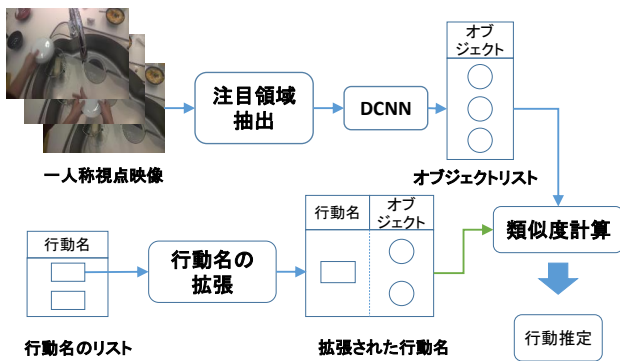 注目領域
抽出
DCNN
オブ
ジェクト
一人称視点映像
オブジェクトリスト
行動名
行動名の
拡張
行動名
オブ
ジェクト
類似度計算
行動名のリスト
拡張された行動名
行動推定